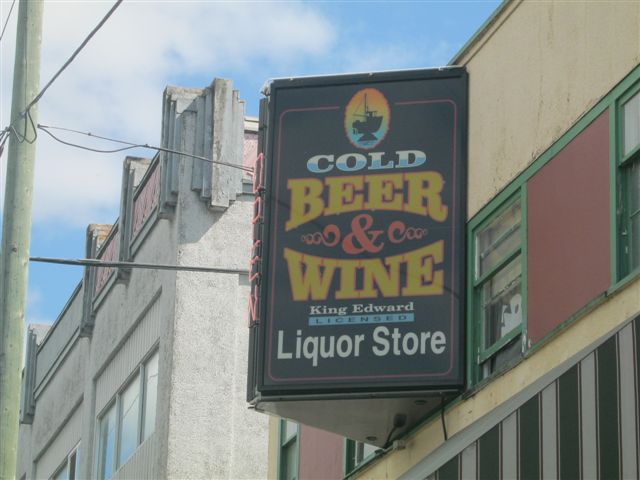 COLD
BEER
&
WINE
King Edward
LICENSED
Liquor Store